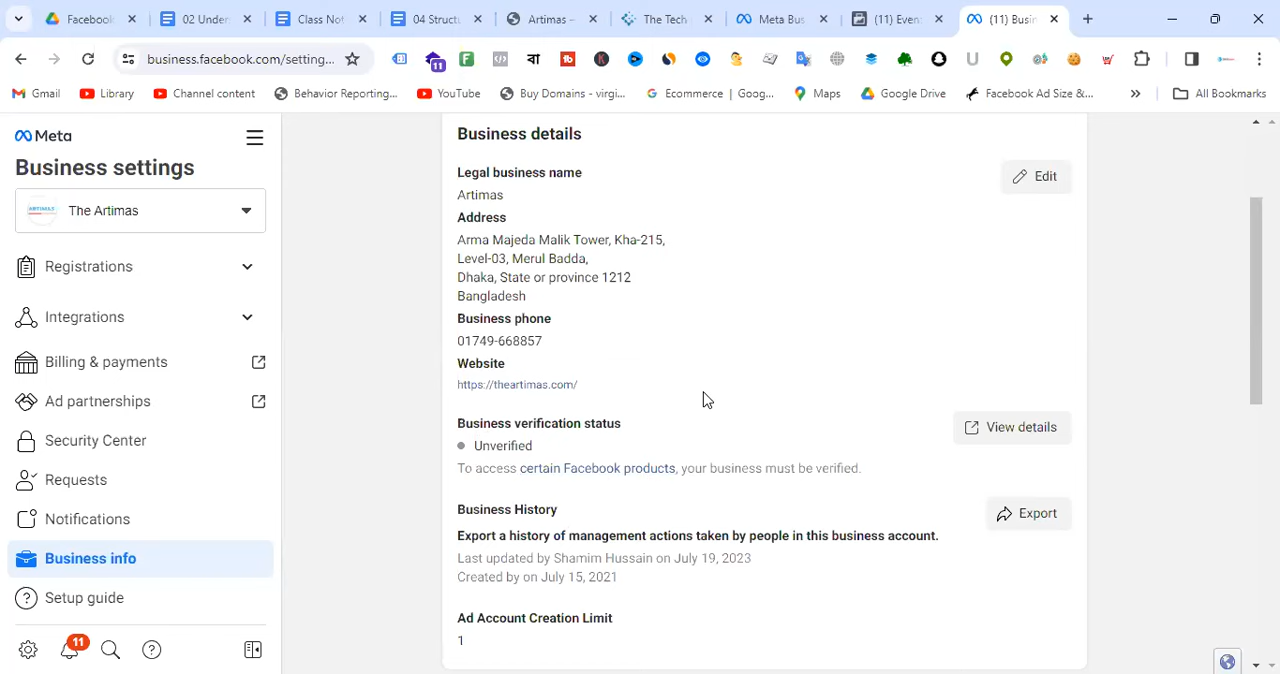 Facebook
02 Under
Class Not
04 Struct
Artimas –
The Tech
Meta Bus
(11) Even
(11) Busin
business.facebook.com/setting...
11
Gmail
Library
Channel content
Behavior Reporting...
YouTube
Buy Domains - virgi...
Ecommerce | Goog...
Maps
Google Drive
Facebook Ad Size &...
All Bookmarks
Meta
Business settings
ARTIMAS
The Artimas
Registrations
Integrations
Billing & payments
Ad partnerships
Security Center
Requests
Notifications
Business info
Setup guide
11
Business details
Legal business name
Edit
Artimas
Address
Arma Majeda Malik Tower, Kha-215,
Level-03, Merul Badda,
Dhaka, State or province 1212
Bangladesh
Business phone
01749-668857
Website
https://theartimas.com/
Business verification status
View details
Unverified
To access certain Facebook products, your business must be verified.
Business History
Export
Export a history of management actions taken by people in this business account.
Last updated by Shamim Hussain on July 19, 2023
Created by on July 15, 2021
Ad Account Creation Limit
1